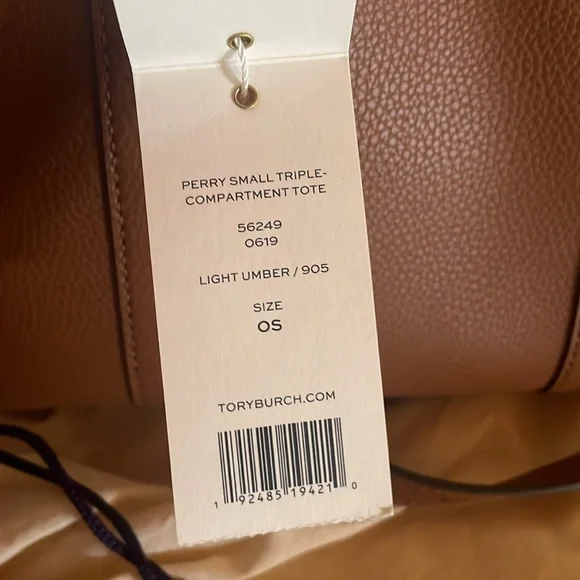 PERRY SMALL TRIPLE-
COMPARTMENT TOTE
56249
0619
LIGHT UMBER / 905
SIZE
OS
TORYBURCH.COM
1 92485 19421 0